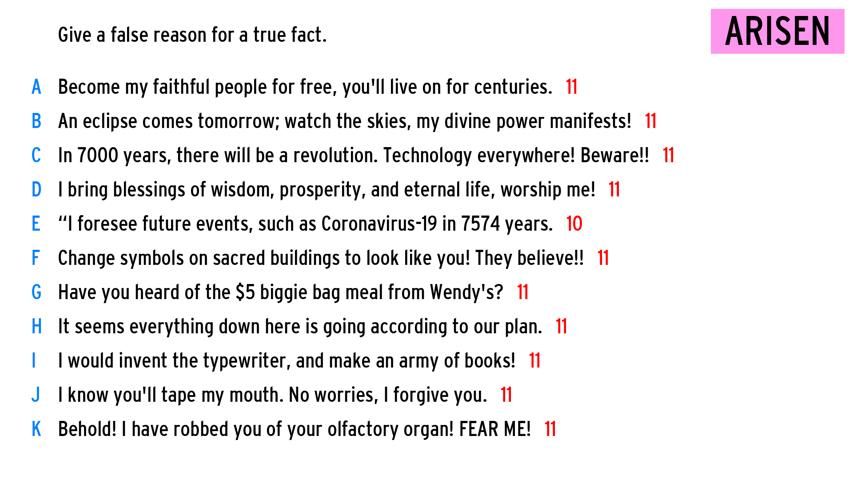 Give a false reason for a true fact.
ARISEN
A Become my faithful people for free, you'll live on for centuries. 11
B An eclipse comes tomorrow; watch the skies, my divine power manifests! 11
C In 7000 years, there will be a revolution. Technology everywhere! Beware!! 11
D I bring blessings of wisdom, prosperity, and eternal life, worship me! 11
E “I foresee future events, such as Coronavirus-19 in 7574 years. 10
F Change symbols on sacred buildings to look like you! They believe!! 11
G Have you heard of the $5 biggie bag meal from Wendy's? 11
H It seems everything down here is going according to our plan. 11
I I would invent the typewriter, and make an army of books! 11
J I know you'll tape my mouth. No worries, I forgive you. 11
K Behold! I have robbed you of your olfactory organ! FEAR ME! 11